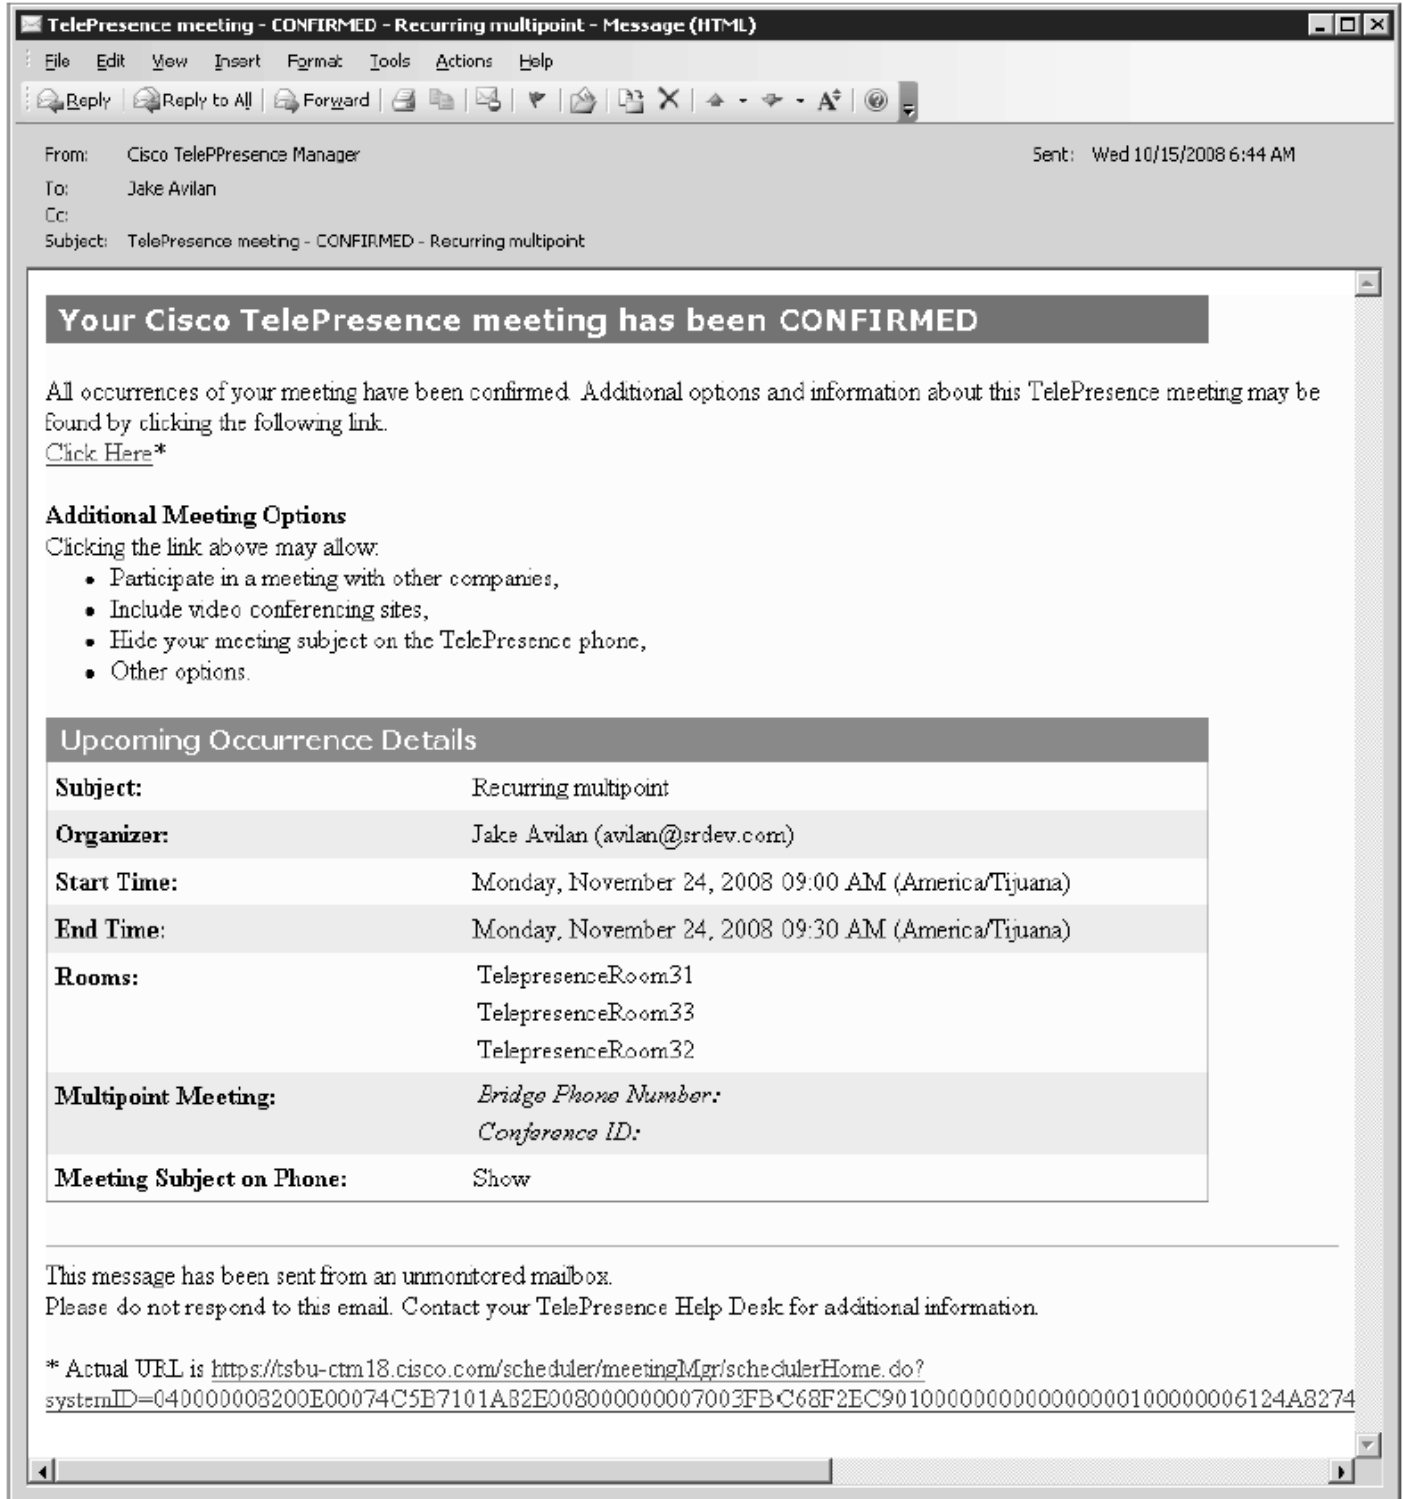 TelePresence meeting - CONFIRMED - Recurring multipoint - Message (HTML)
File Edit View Insert Format Tools Actions Help
Reply Reply to All Forward
From: Cisco TelePPresence Manager Sent: Wed 10/15/2008 6:44 AM
To: Jake Avilan
Cc:
Subject: TelePresence meeting - CONFIRMED - Recurring multipoint
Your Cisco TelePresence meeting has been CONFIRMED
All occurrences of your meeting have been confirmed. Additional options and information about this TelePresence meeting may be
found by clicking the following link.
Click Here*
Additional Meeting Options
Clicking the link above may allow:
• Participate in a meeting with other companies,
• Include video conferencing sites,
• Hide your meeting subject on the TelePresence phone,
• Other options.
Upcoming Occurrence Details
Subject: Recurring multipoint
Organizer: Jake Avilan (avilan@srdev.com)
Start Time: Monday, November 24, 2008 09:00 AM (America/Tijuana)
End Time: Monday, November 24, 2008 09:30 AM (America/Tijuana)
Rooms: TelepresenceRoom31
TelepresenceRoom33
TelepresenceRoom32
Multipoint Meeting: Bridge Phone Number:
Conference ID:
Meeting Subject on Phone: Show
This message has been sent from an unmonitored mailbox.
Please do not respond to this email. Contact your TelePresence Help Desk for additional information.
* Actual URL is https://tsbu-ctm18.cisco.com/scheduler/meetingMgr/schedulerHome.do?
systemID=040000008200E00074C5B7101A82E0080000000007003FBC68F2EC9010000000000000000100000006124A8274